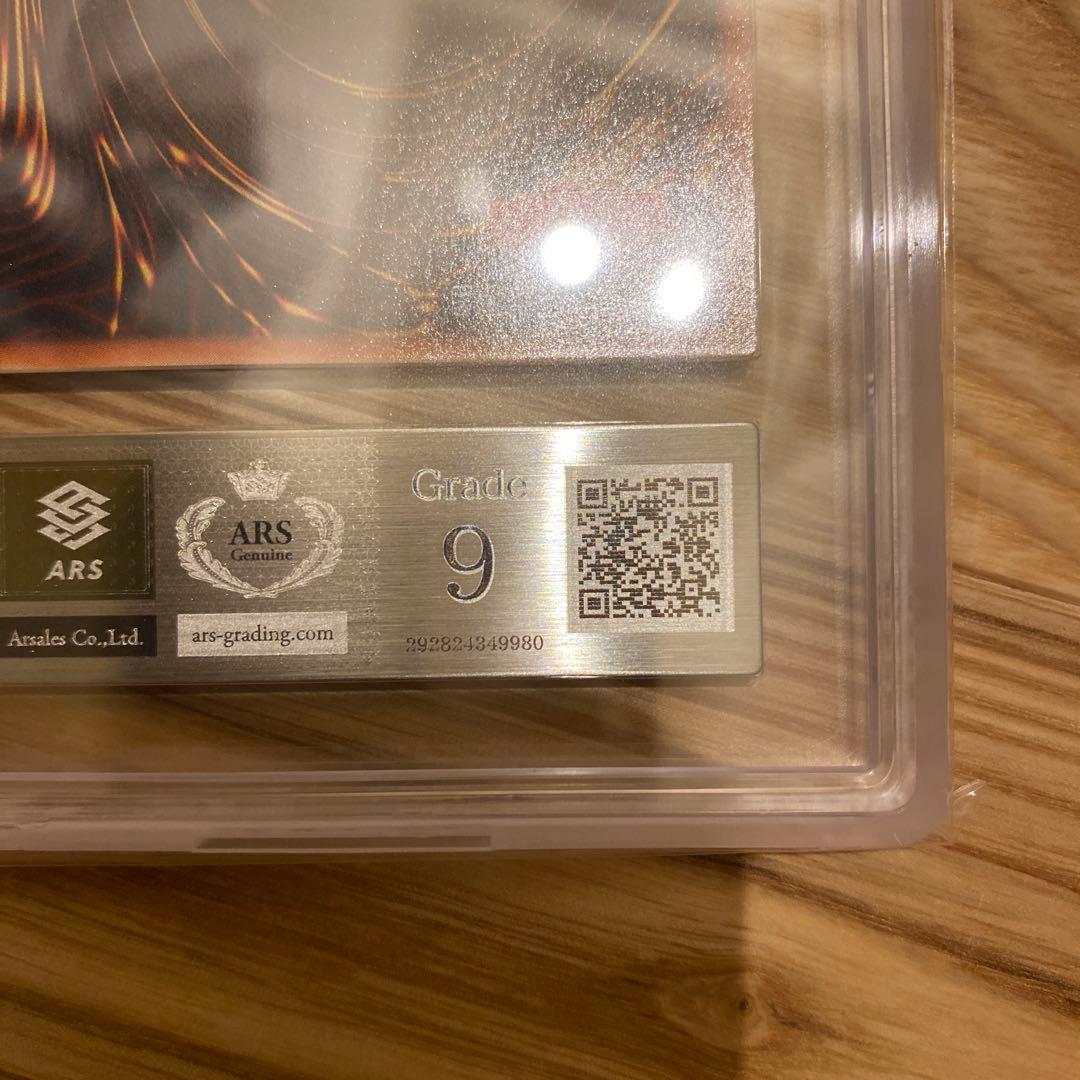 ARS
Arsales Co.,Ltd.
ARS
Genuine
ars-grading.com
Grade
9
292824349980